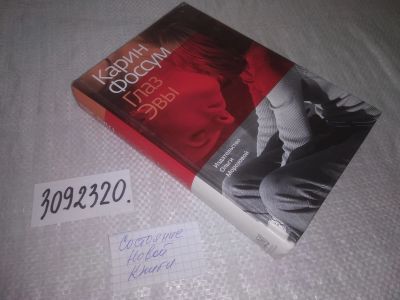 Карин
Фоссум
Глаз
Эвы
Издательство
Ольги
Морозовой
3092320.
Состояние
Новой
Книги